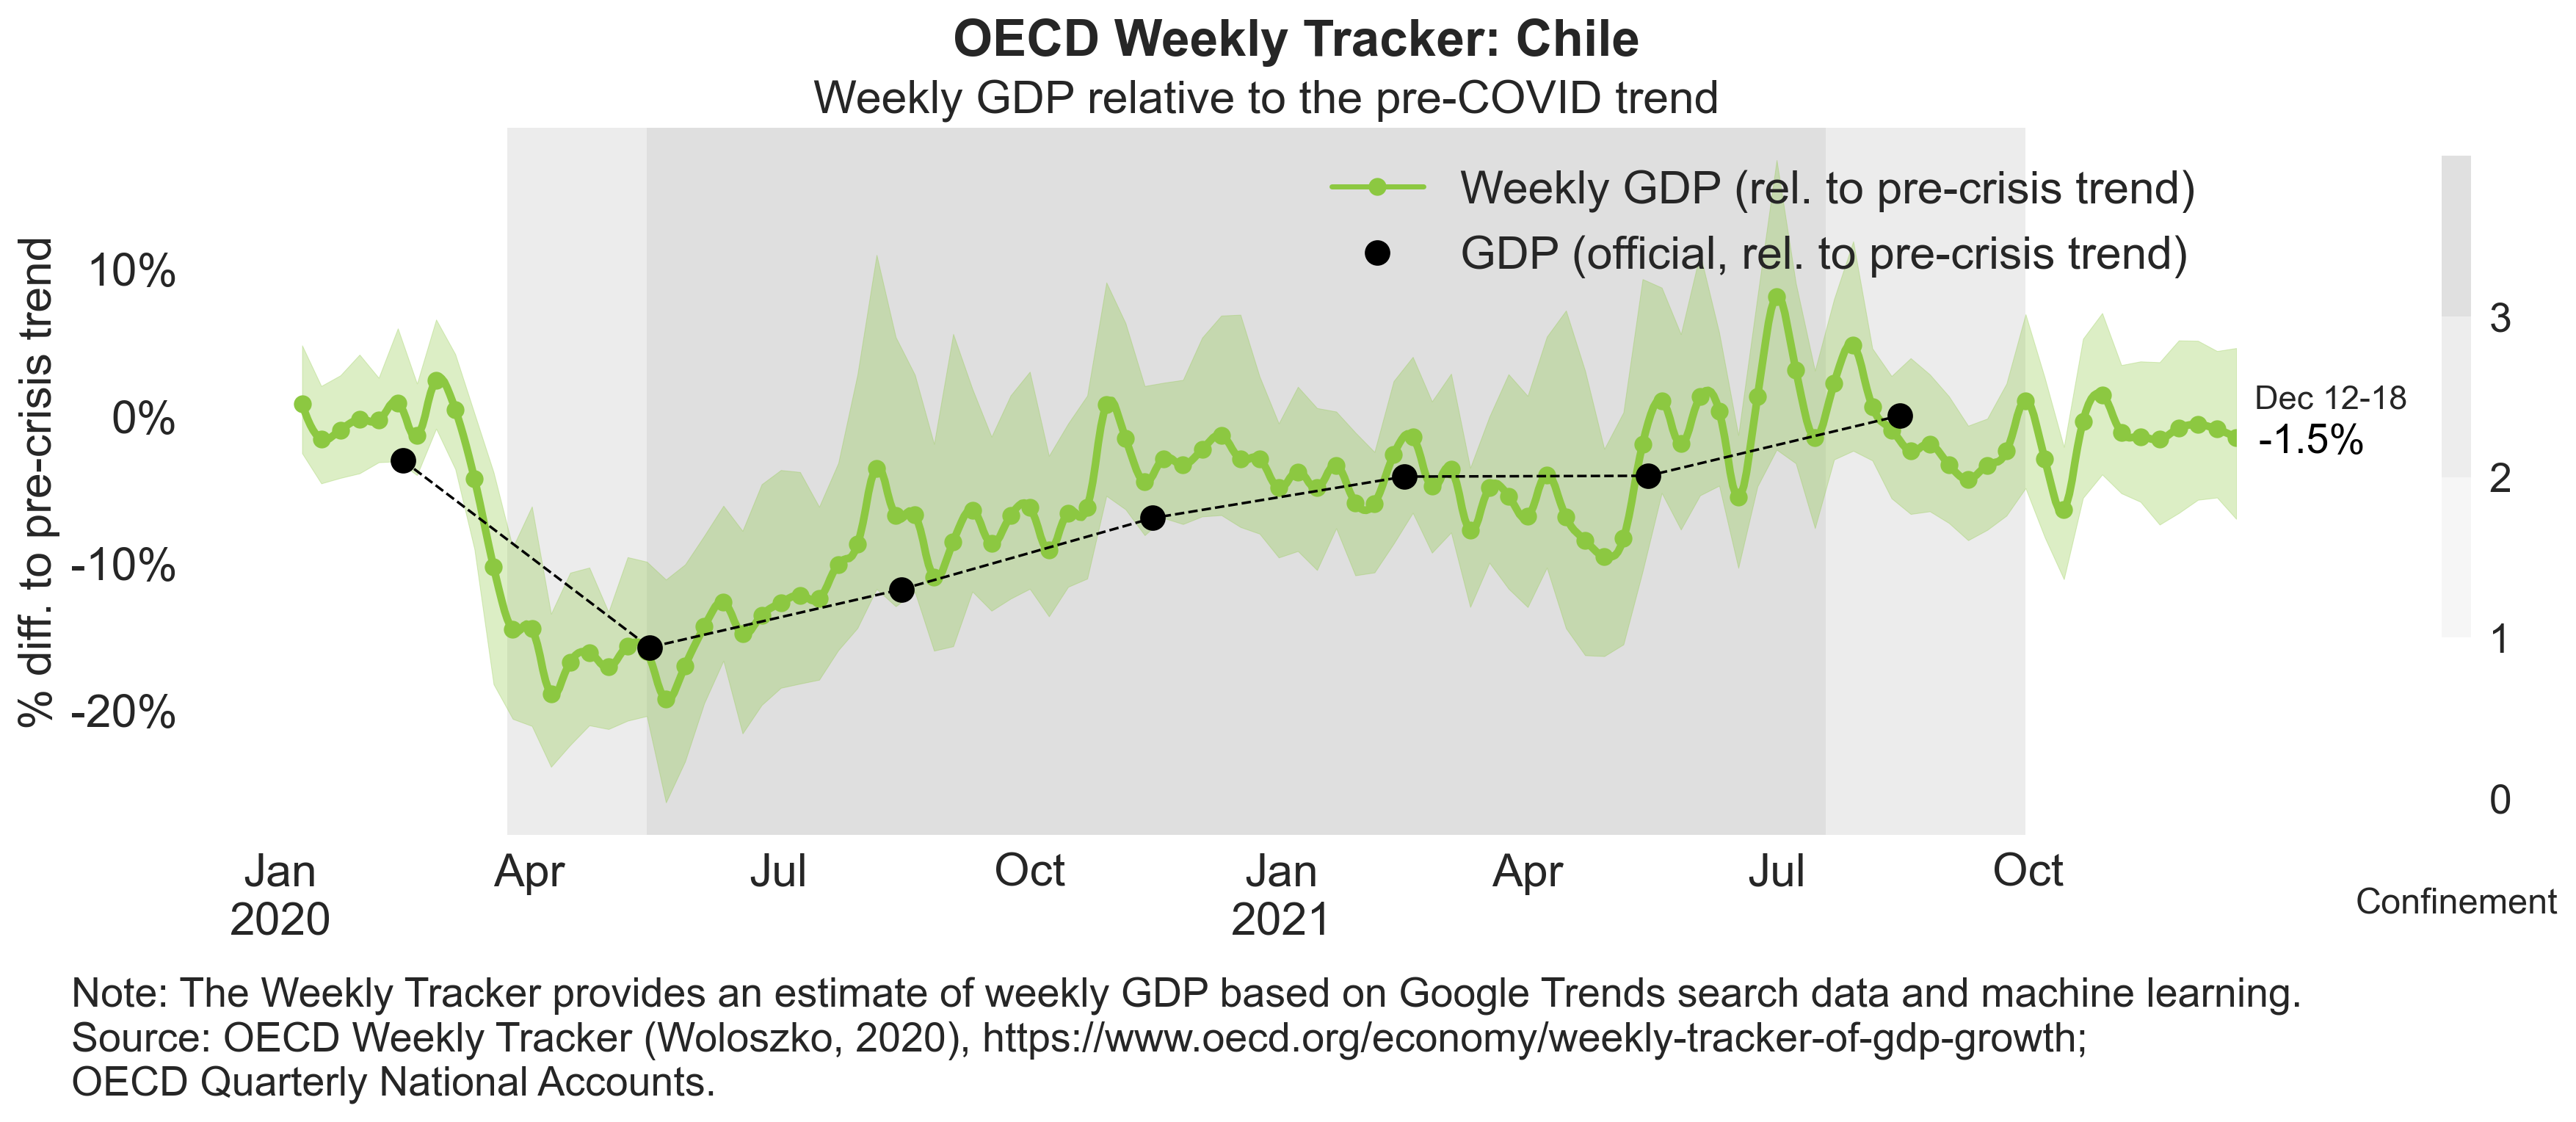 OECD Weekly Tracker: Chile
Weekly GDP relative to the pre-COVID trend
Weekly GDP (rel. to pre-crisis trend)
GDP (official, rel. to pre-crisis trend)
% diff. to pre-crisis trend
10%
0%
-10%
-20%
Dec 12-18
-1.5%
3
2
1
0
Confinement
Jan
2020
Apr
Jul
Oct
Jan
2021
Apr
Jul
Oct
Note: The Weekly Tracker provides an estimate of weekly GDP based on Google Trends search data and machine learning.
Source: OECD Weekly Tracker (Woloszko, 2020), https://www.oecd.org/economy/weekly-tracker-of-gdp-growth;
OECD Quarterly National Accounts.